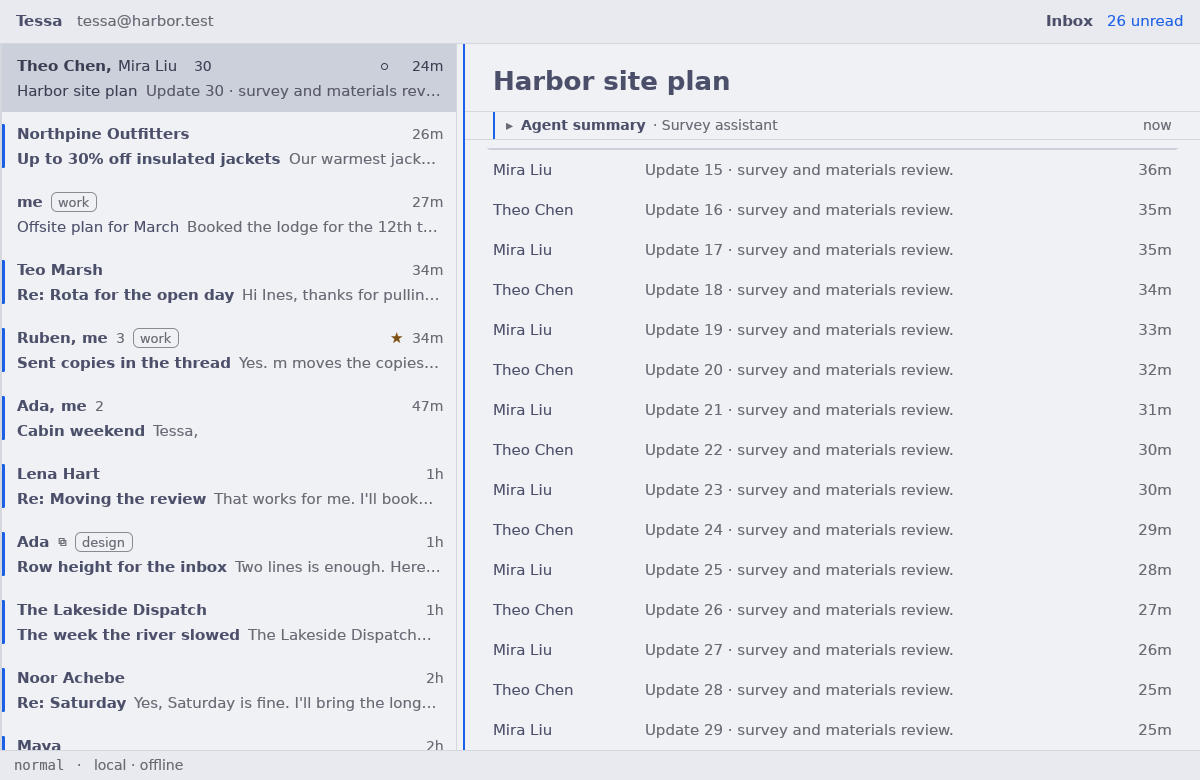 Tessa tessa@harbor.test
Inbox 26 unread
Theo Chen, Mira Liu 30 24m
Harbor site plan Update 30 · survey and materials rev…
Northpine Outfitters 26m
Up to 30% off insulated jackets Our warmest jack…
me work 27m
Offsite plan for March Booked the lodge for the 12th t…
Teo Marsh 34m
Re: Rota for the open day Hi Ines, thanks for pullin…
Ruben, me 3 work ★ 34m
Sent copies in the thread Yes. m moves the copies…
Ada, me 2 47m
Cabin weekend Tessa,
Lena Hart 1h
Re: Moving the review That works for me. I'll book…
Ada design 1h
Row height for the inbox Two lines is enough. Here…
The Lakeside Dispatch 1h
The week the river slowed The Lakeside Dispatch…
Noor Achebe 2h
Re: Saturday Yes, Saturday is fine. I'll bring the long…
Maya 2h
Harbor site plan
▸ Agent summary · Survey assistant now
Mira Liu Update 15 · survey and materials review. 36m
Theo Chen Update 16 · survey and materials review. 35m
Mira Liu Update 17 · survey and materials review. 35m
Theo Chen Update 18 · survey and materials review. 34m
Mira Liu Update 19 · survey and materials review. 33m
Theo Chen Update 20 · survey and materials review. 32m
Mira Liu Update 21 · survey and materials review. 31m
Theo Chen Update 22 · survey and materials review. 30m
Mira Liu Update 23 · survey and materials review. 30m
Theo Chen Update 24 · survey and materials review. 29m
Mira Liu Update 25 · survey and materials review. 28m
Theo Chen Update 26 · survey and materials review. 27m
Mira Liu Update 27 · survey and materials review. 26m
Theo Chen Update 28 · survey and materials review. 25m
Mira Liu Update 29 · survey and materials review. 25m
normal · local · offline